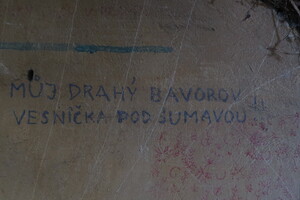 MŮJ DRAHÝ BAVOROV
VESNIČKA POD ŠUMAVOU